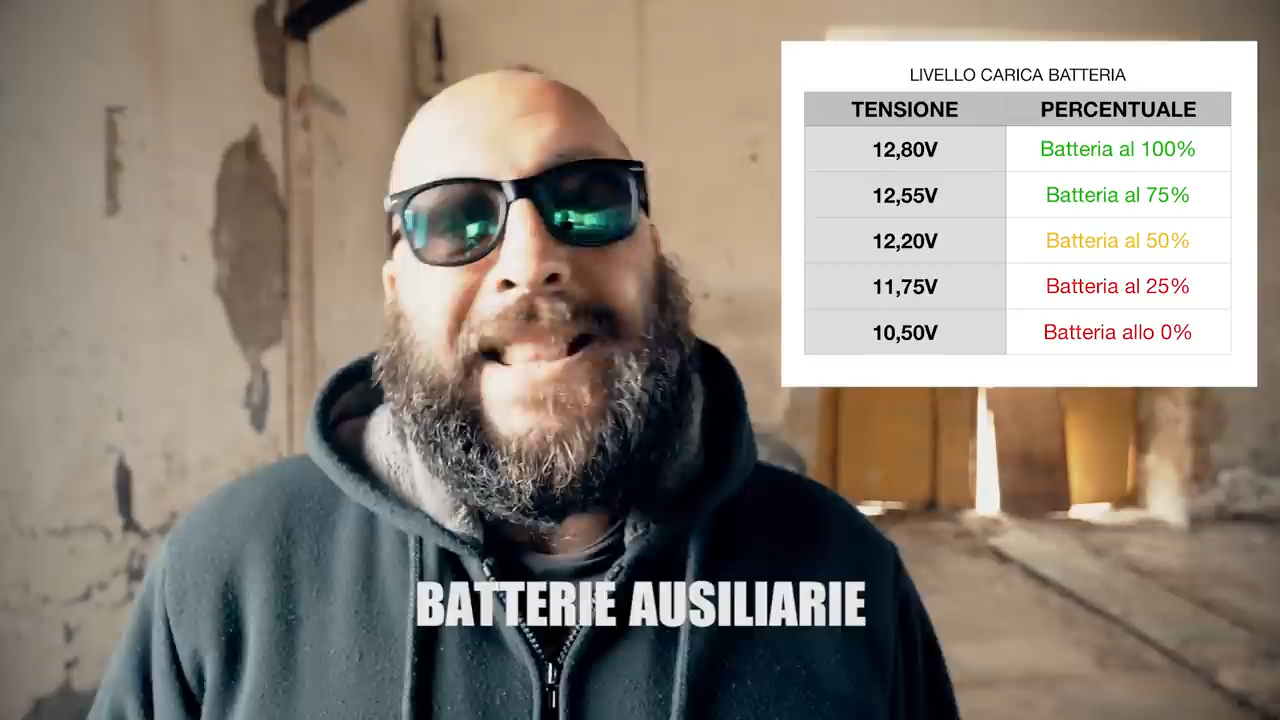 LIVELLO CARICA BATTERIA
TENSIONE PERCENTUALE
12,80V Batteria al 100%
12,55V Batteria al 75%
12,20V Batteria al 50%
11,75V Batteria al 25%
10,50V Batteria allo 0%
BATTERIE AUSILIARIE